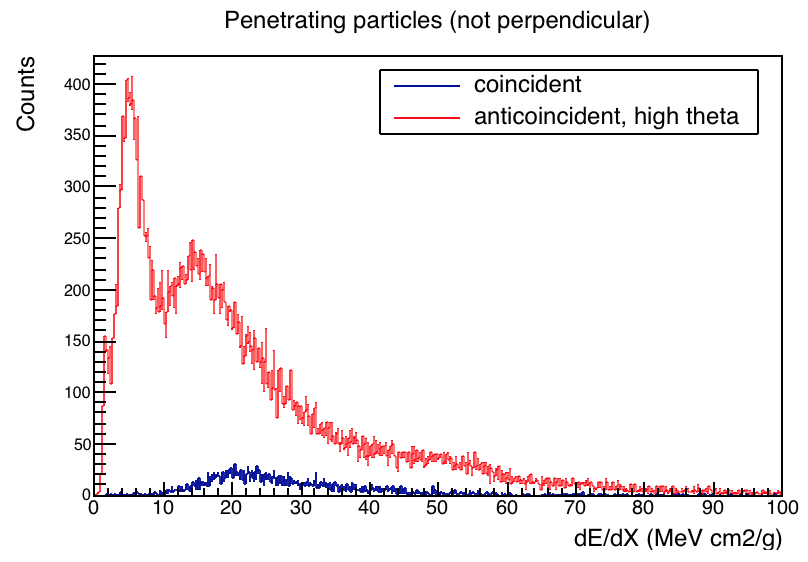 Penetrating particles (not perpendicular)
Counts
coincident
anticoincident, high theta
400
350
300
250
200
150
100
50
0
0 10 20 30 40 50 60 70 80 90 100
dE/dX (MeV cm2/g)